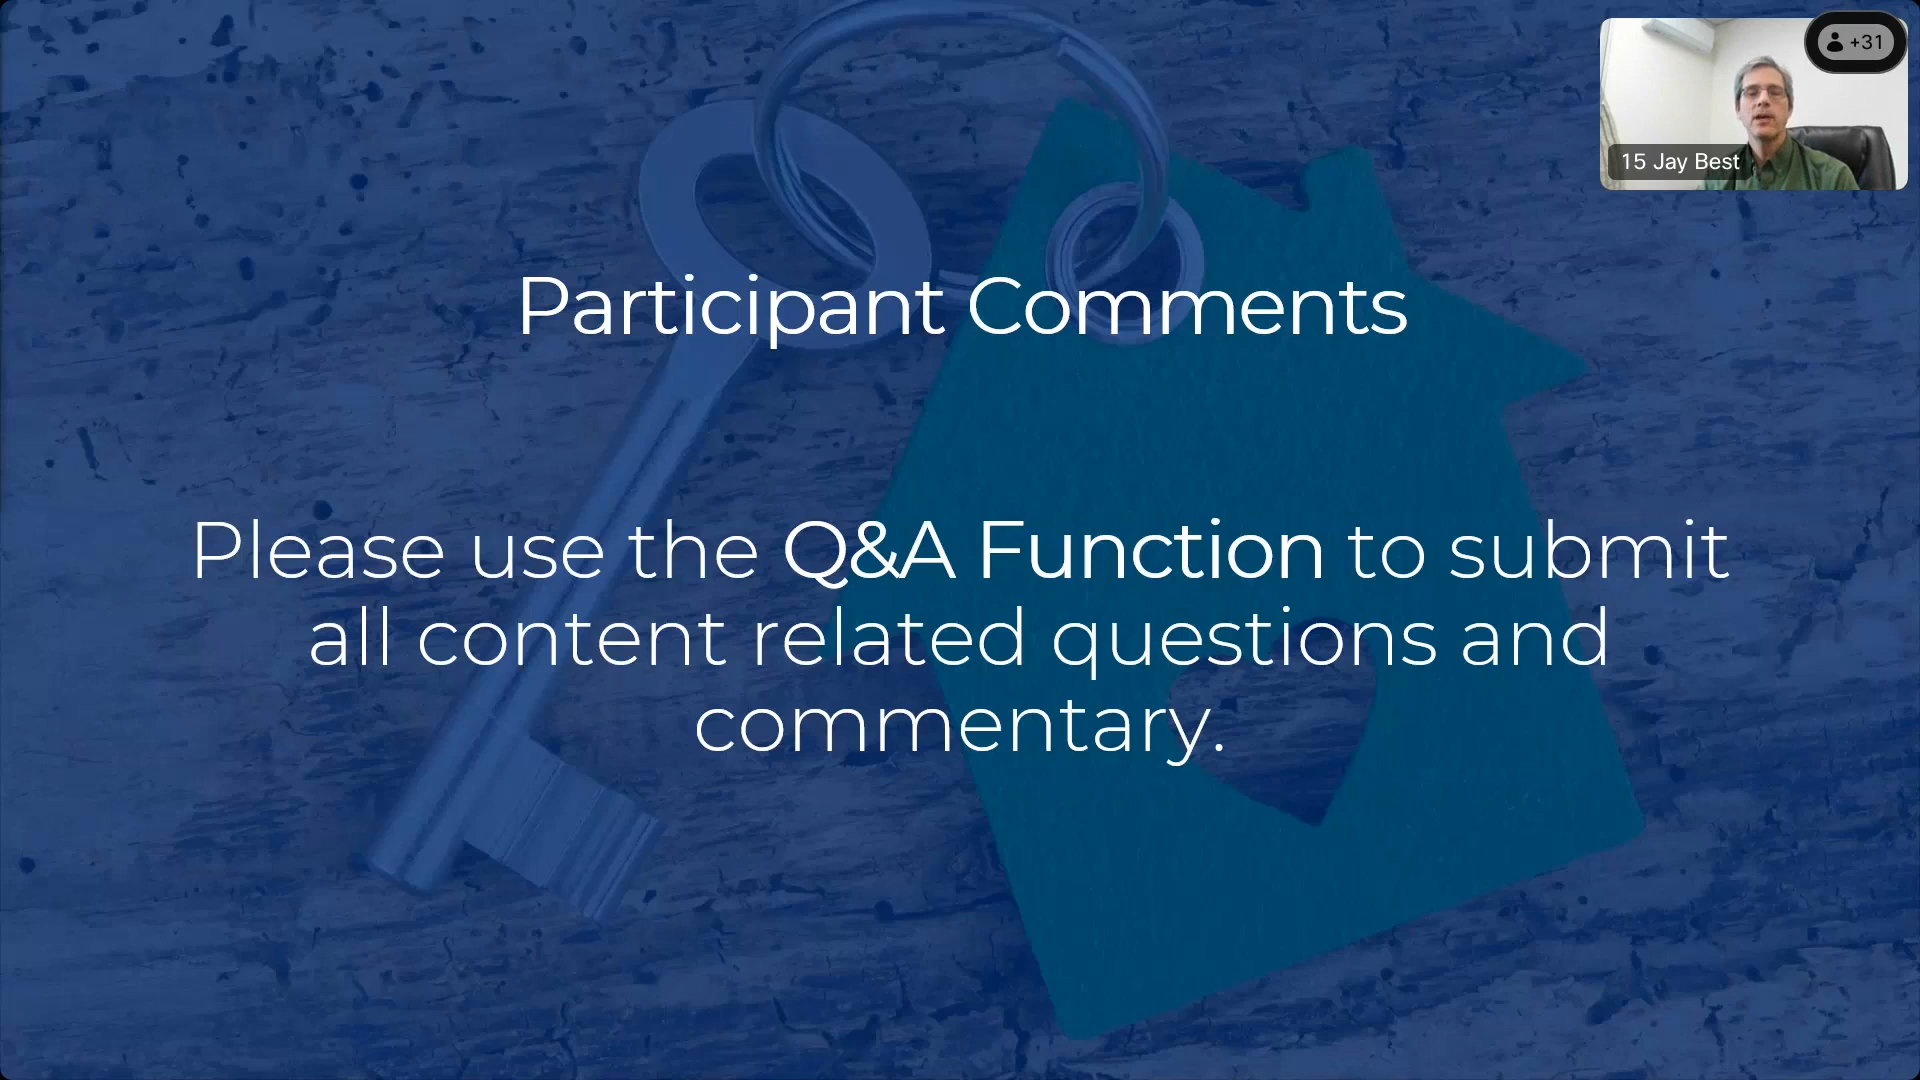 +31
15 Jay Best
Participant Comments
Please use the Q&A Function to submit
all content related questions and
commentary.